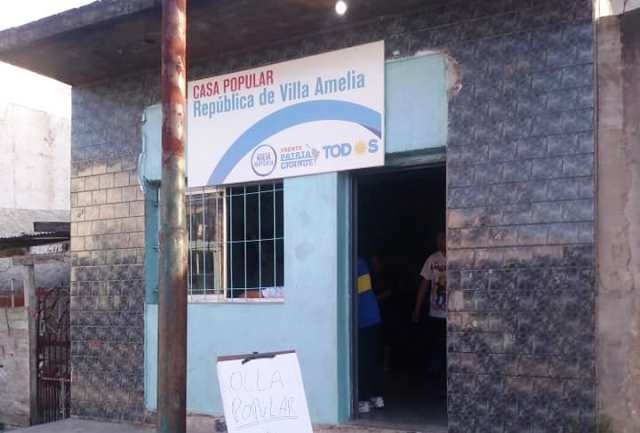 CASA POPULAR
República de Villa Amelia
FRENTE
PATRIA
GRANDE
TODOS
OLLA
POPULAR